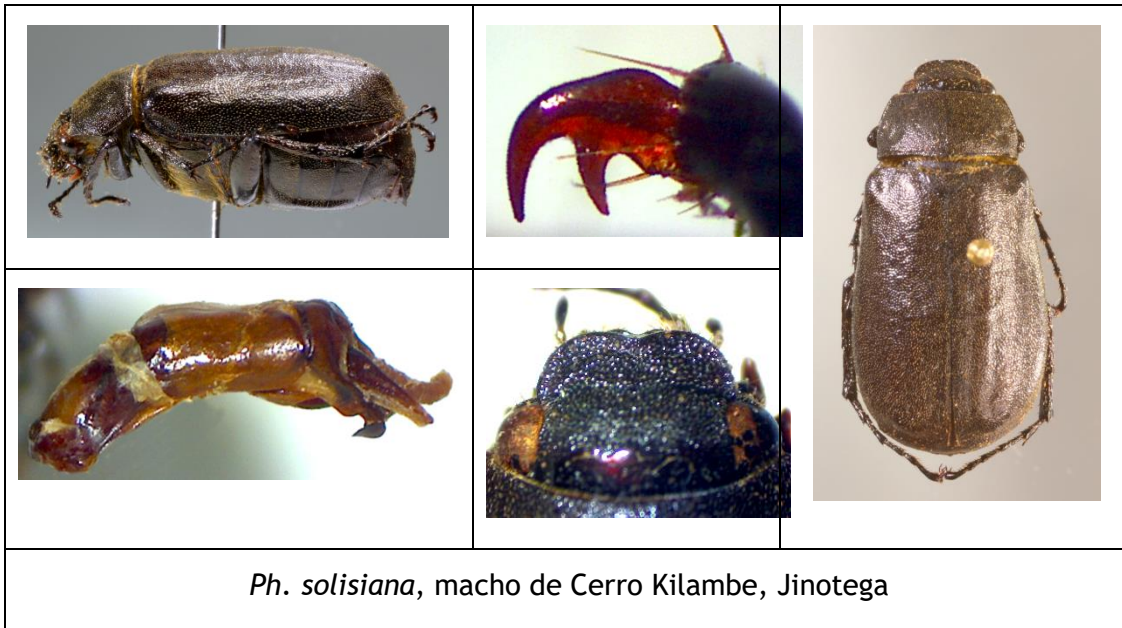 Ph. solisiana, macho de Cerro Kilambe, Jinotega